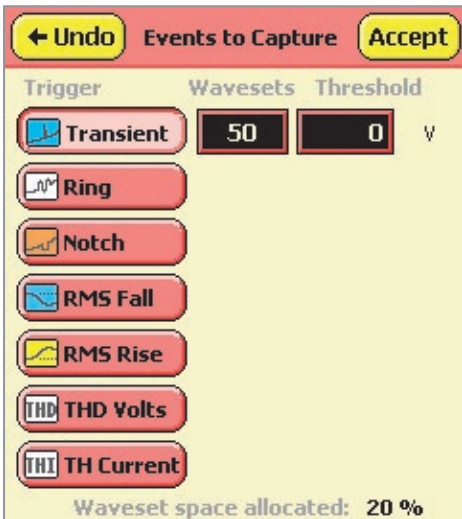 ← Undo Events to Capture Accept
Trigger Wavesets Threshold
Transient 50 0 V
Ring
Notch
RMS Fall
RMS Rise
THD THD Volts
THI TH Current
Waveset space allocated: 20 %